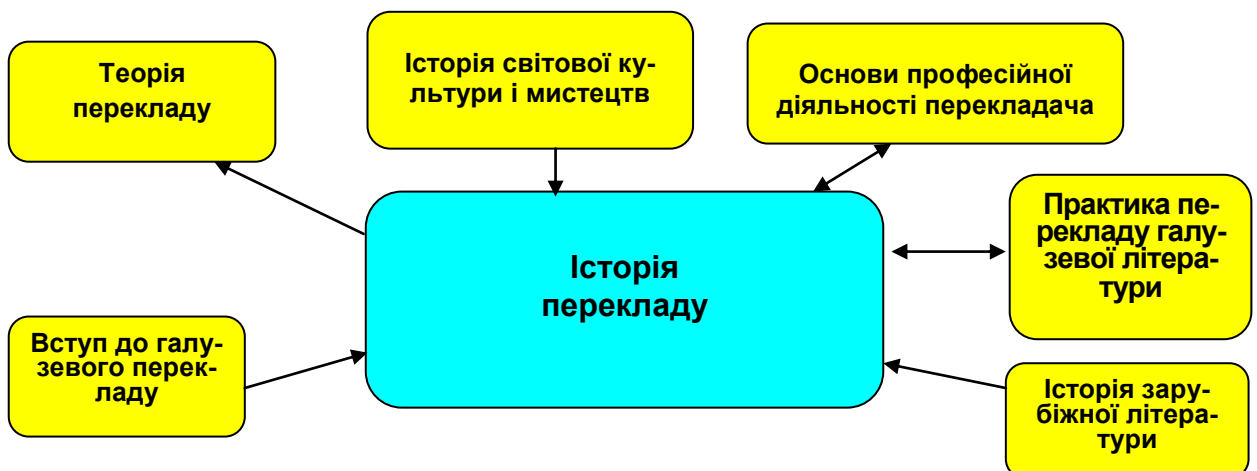 Теорія
перекладу
Історія світової ку-
льтури і мистецтв
Основи професійної
діяльності перекладача
Практика пе-
рекладу галу-
зевої літера-
тури
Історія
перекладу
Вступ до галу-
зевого перек-
ладу
Історія зару-
біжної літера-
тури